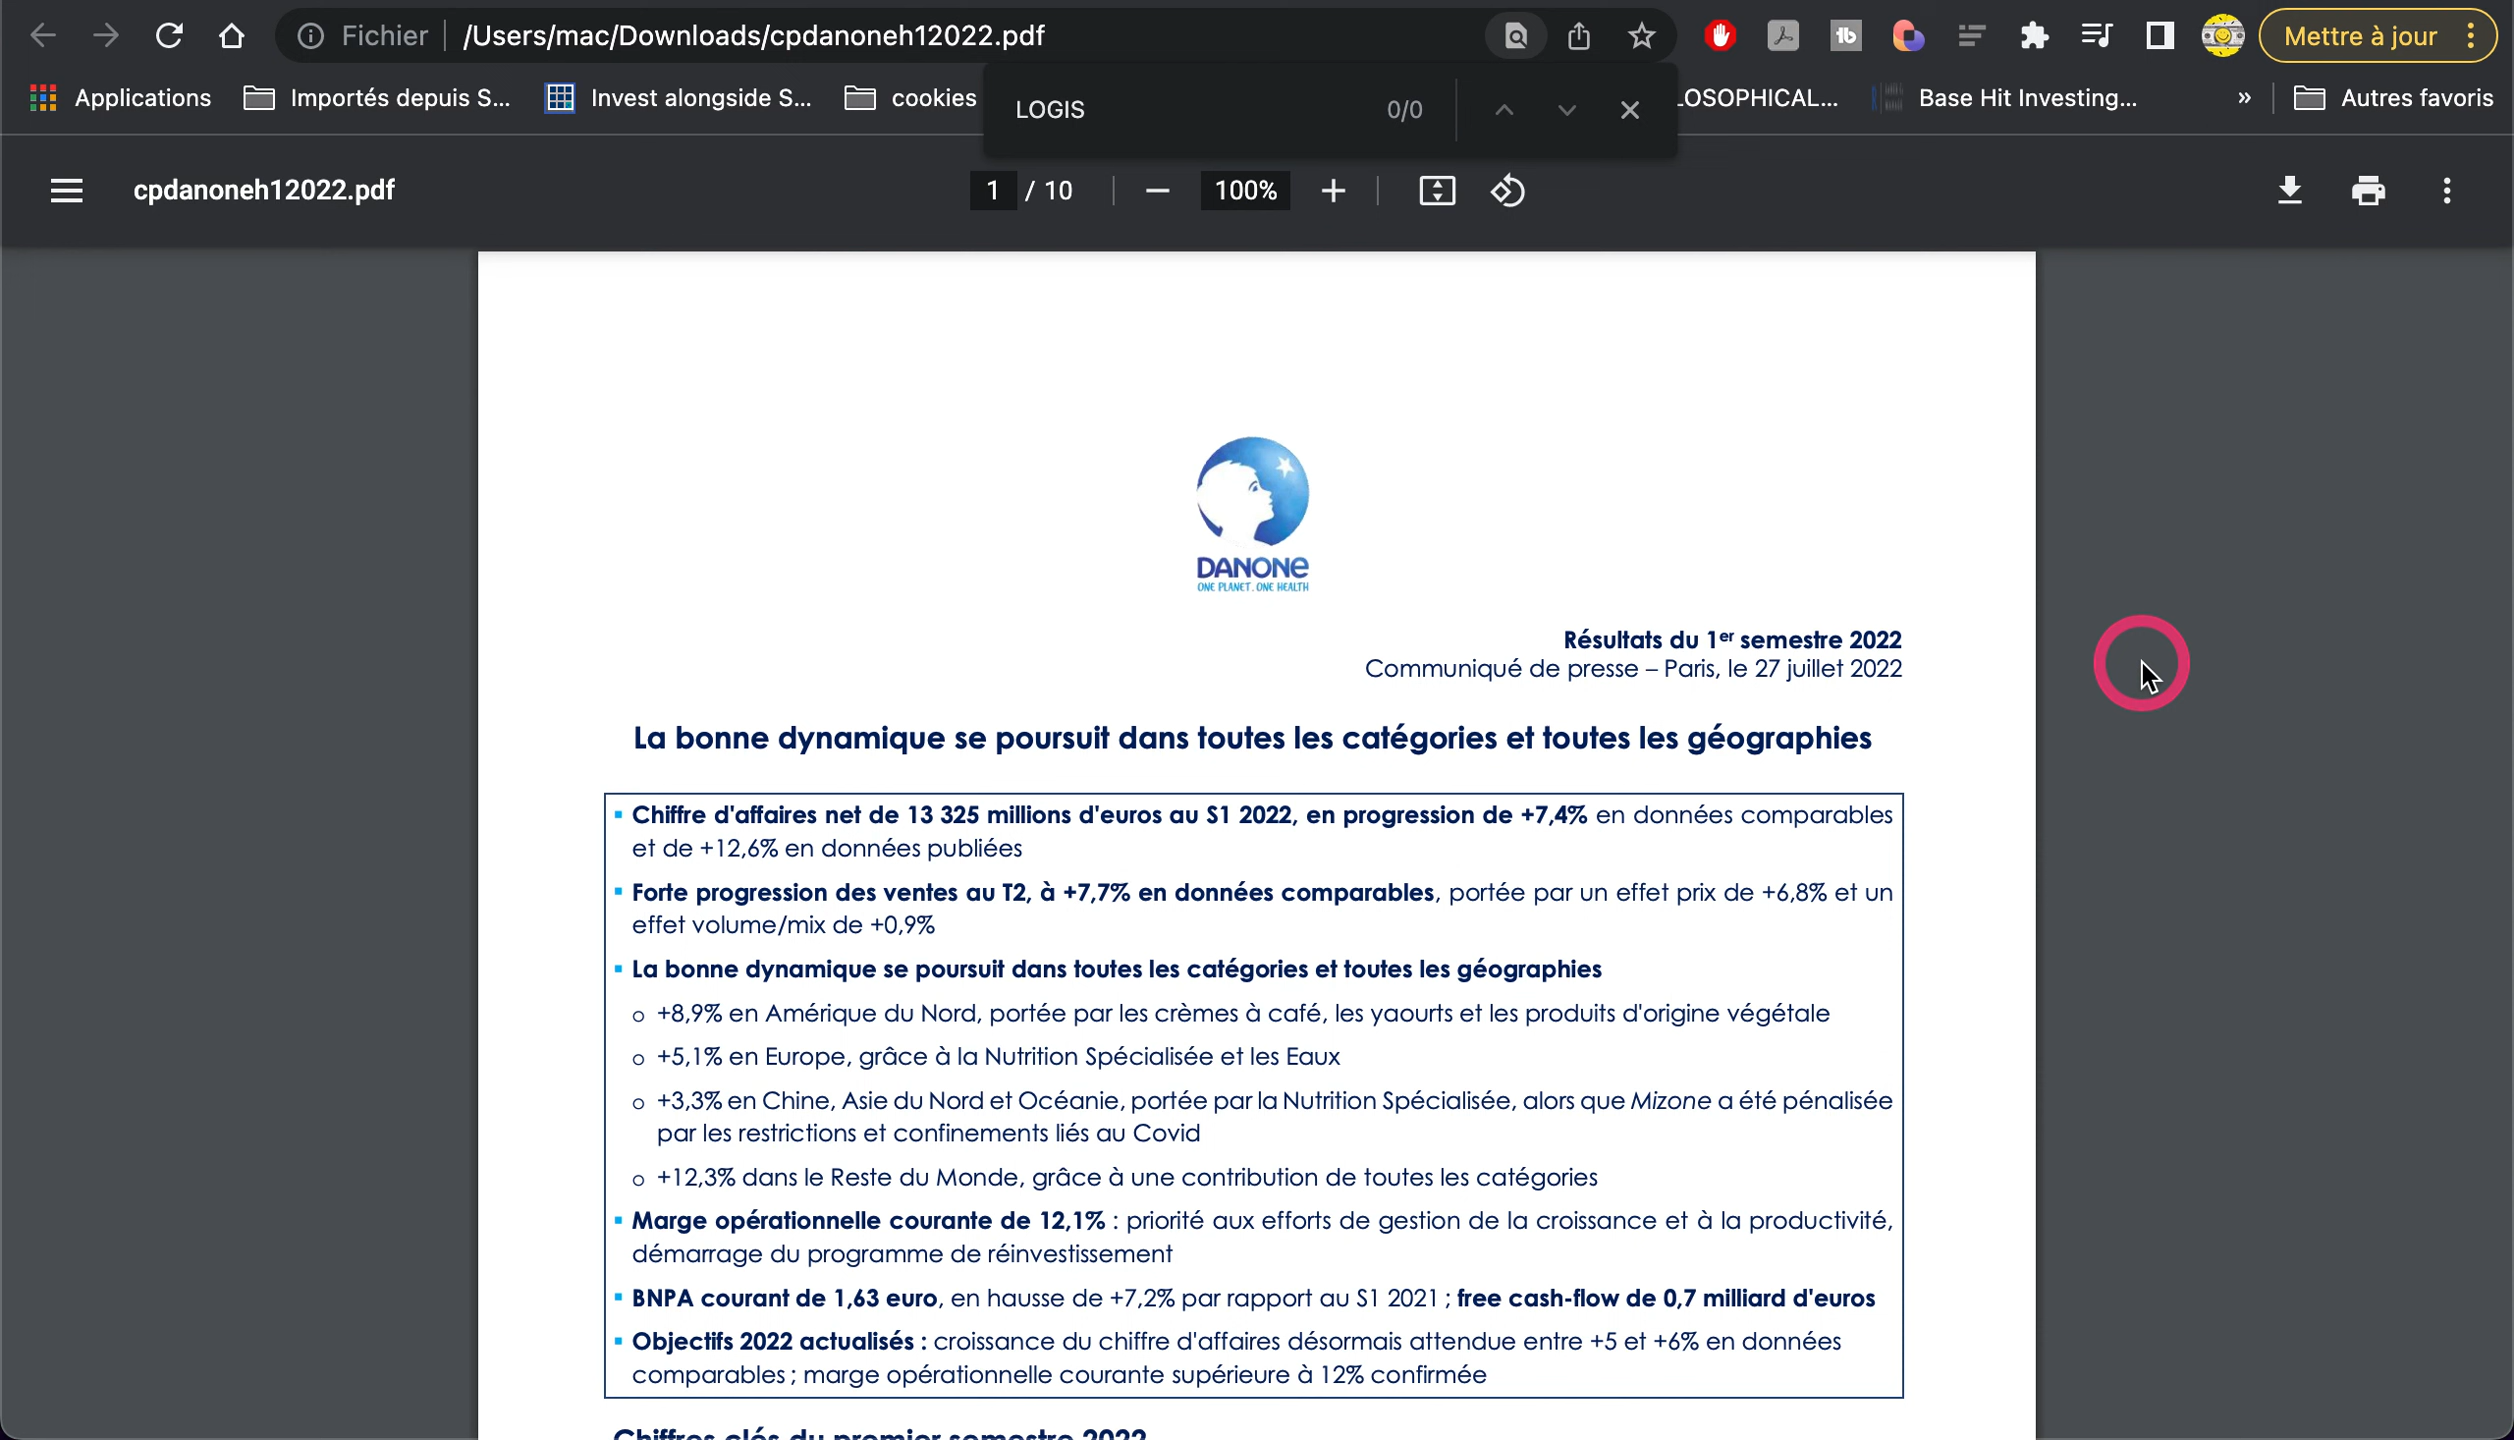 Fichier /Users/mac/Downloads/cpdanoneh12022.pdf Mettre à jour
Applications Importés depuis S... Invest alongside S... cookies LOSOPHICAL... Base Hit Investing... » Autres favoris
LOGIS 0/0
cpdanoneh12022.pdf 1 / 10 100%
DANONE
ONE PLANET. ONE HEALTH
Résultats du 1er semestre 2022
Communiqué de presse – Paris, le 27 juillet 2022
La bonne dynamique se poursuit dans toutes les catégories et toutes les géographies
▪ Chiffre d'affaires net de 13 325 millions d'euros au S1 2022, en progression de +7,4% en données comparables
et de +12,6% en données publiées
▪ Forte progression des ventes au T2, à +7,7% en données comparables, portée par un effet prix de +6,8% et un
effet volume/mix de +0,9%
▪ La bonne dynamique se poursuit dans toutes les catégories et toutes les géographies
o +8,9% en Amérique du Nord, portée par les crèmes à café, les yaourts et les produits d'origine végétale
o +5,1% en Europe, grâce à la Nutrition Spécialisée et les Eaux
o +3,3% en Chine, Asie du Nord et Océanie, portée par la Nutrition Spécialisée, alors que Mizone a été pénalisée
par les restrictions et confinements liés au Covid
o +12,3% dans le Reste du Monde, grâce à une contribution de toutes les catégories
▪ Marge opérationnelle courante de 12,1% : priorité aux efforts de gestion de la croissance et à la productivité,
démarrage du programme de réinvestissement
▪ BNPA courant de 1,63 euro, en hausse de +7,2% par rapport au S1 2021 ; free cash-flow de 0,7 milliard d'euros
▪ Objectifs 2022 actualisés : croissance du chiffre d'affaires désormais attendue entre +5 et +6% en données
comparables ; marge opérationnelle courante supérieure à 12% confirmée
Chiffres clés du premier semestre 2022